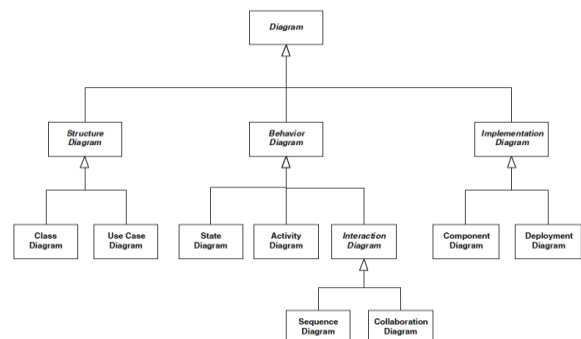 Diagram
Structure
Diagram
Behavior
Diagram
Implementation
Diagram
Class
Diagram
Use Case
Diagram
State
Diagram
Activity
Diagram
Interaction
Diagram
Component
Diagram
Deployment
Diagram
Sequence
Diagram
Collaboration
Diagram